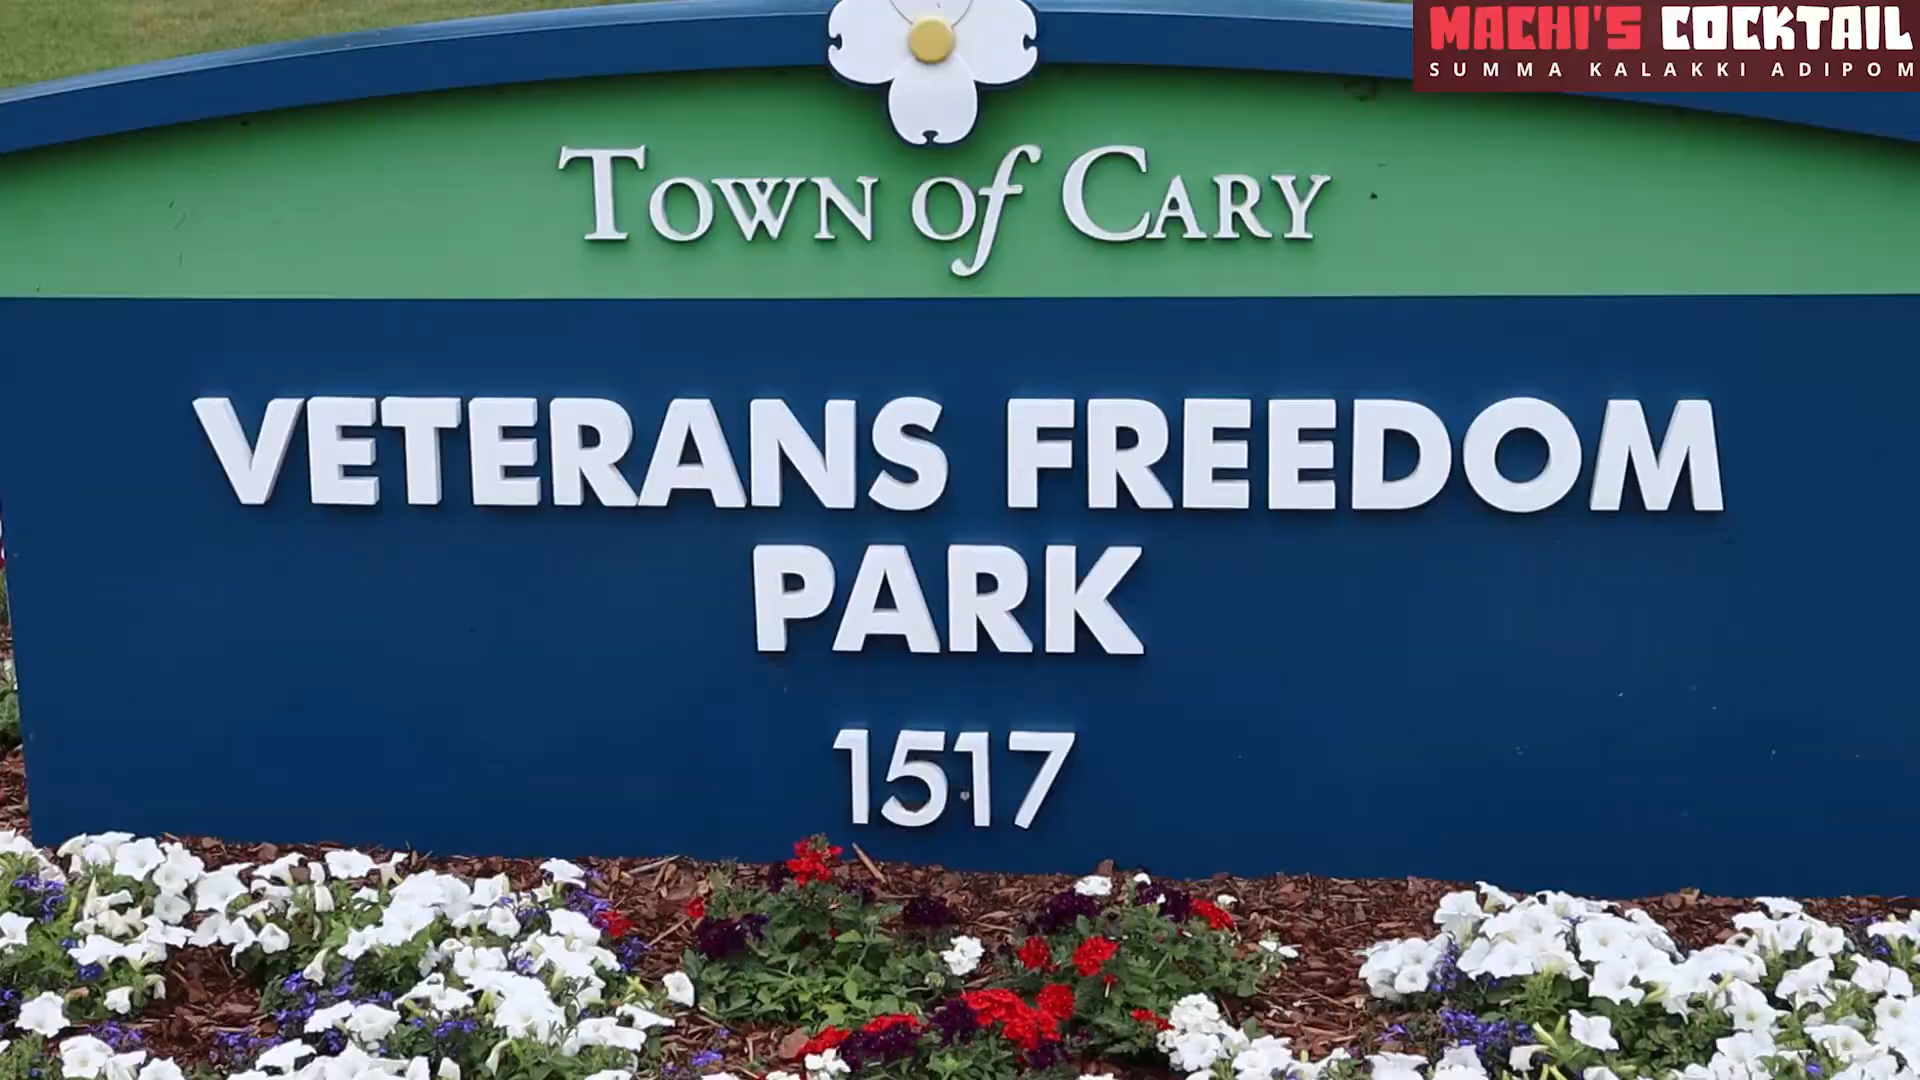 MACHI'S COCKTAIL
SUMMA KALAKKI ADIPOM
TOWN of CARY
VETERANS FREEDOM
PARK
1517